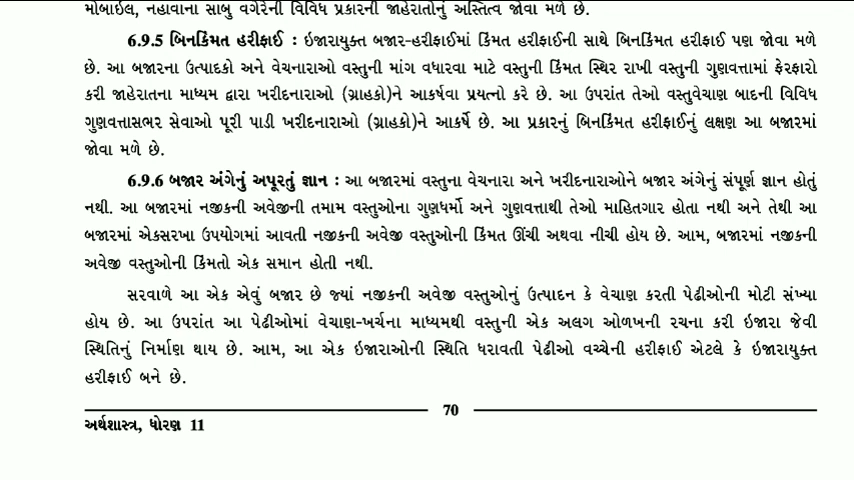 મોબાઇલ, નહાવાના સાબુ વગેરેની વિવિધ પ્રકારની જાહેરાતોનું અસ્તિત્વ જોવા મળે છે.
6.9.5 બિનકિંમત હરીફાઈ : ઇજારાયુક્ત બજાર-હરીફાઈમાં કિંમત હરીફાઈની સાથે બિનકિંમત હરીફાઈ પણ જોવા મળે
છે. આ બજારના ઉત્પાદકો અને વેચનારાઓ વસ્તુની માંગ વધારવા માટે વસ્તુની કિંમત સ્થિર રાખી વસ્તુની ગુણવત્તામાં ફેરફારો
કરી જાહેરાતના માધ્યમ દ્વારા ખરીદનારાઓ (ગ્રાહકો)ને આકર્ષવા પ્રયત્નો કરે છે. આ ઉપરાંત તેઓ વસ્તુવેચાણ બાદની વિવિધ
ગુણવત્તાસભર સેવાઓ પૂરી પાડી ખરીદનારાઓ (ગ્રાહકો)ને આકર્ષે છે. આ પ્રકારનું બિનકિંમત હરીફાઈનું લક્ષણ આ બજારમાં
જોવા મળે છે.
6.9.6 બજાર અંગેનું અપૂરતું જ્ઞાન : આ બજારમાં વસ્તુના વેચનારા અને ખરીદનારાઓને બજાર અંગેનું સંપૂર્ણ જ્ઞાન હોતું
નથી. આ બજારમાં નજીકની અવેજીની તમામ વસ્તુઓના ગુણધર્મો અને ગુણવત્તાથી તેઓ માહિતગાર હોતા નથી અને તેથી આ
બજારમાં એકસરખા ઉપયોગમાં આવતી નજીકની અવેજી વસ્તુઓની કિંમત ઊંચી અથવા નીચી હોય છે. આમ, બજારમાં નજીકની
અવેજી વસ્તુઓની કિંમતો એક સમાન હોતી નથી.
સરવાળે આ એક એવું બજાર છે જ્યાં નજીકની અવેજી વસ્તુઓનું ઉત્પાદન કે વેચાણ કરતી પેઢીઓની મોટી સંખ્યા
હોય છે. આ ઉપરાંત આ પેઢીઓમાં વેચાણ-ખર્ચના માધ્યમથી વસ્તુની એક અલગ ઓળખની રચના કરી ઇજારા જેવી
સ્થિતિનું નિર્માણ થાય છે. આમ, આ એક ઇજારાઓની સ્થિતિ ધરાવતી પેઢીઓ વચ્ચેની હરીફાઈ એટલે કે ઇજારાયુક્ત
હરીફાઈ બને છે.
70
અર્થશાસ્ત્ર, ધોરણ 11